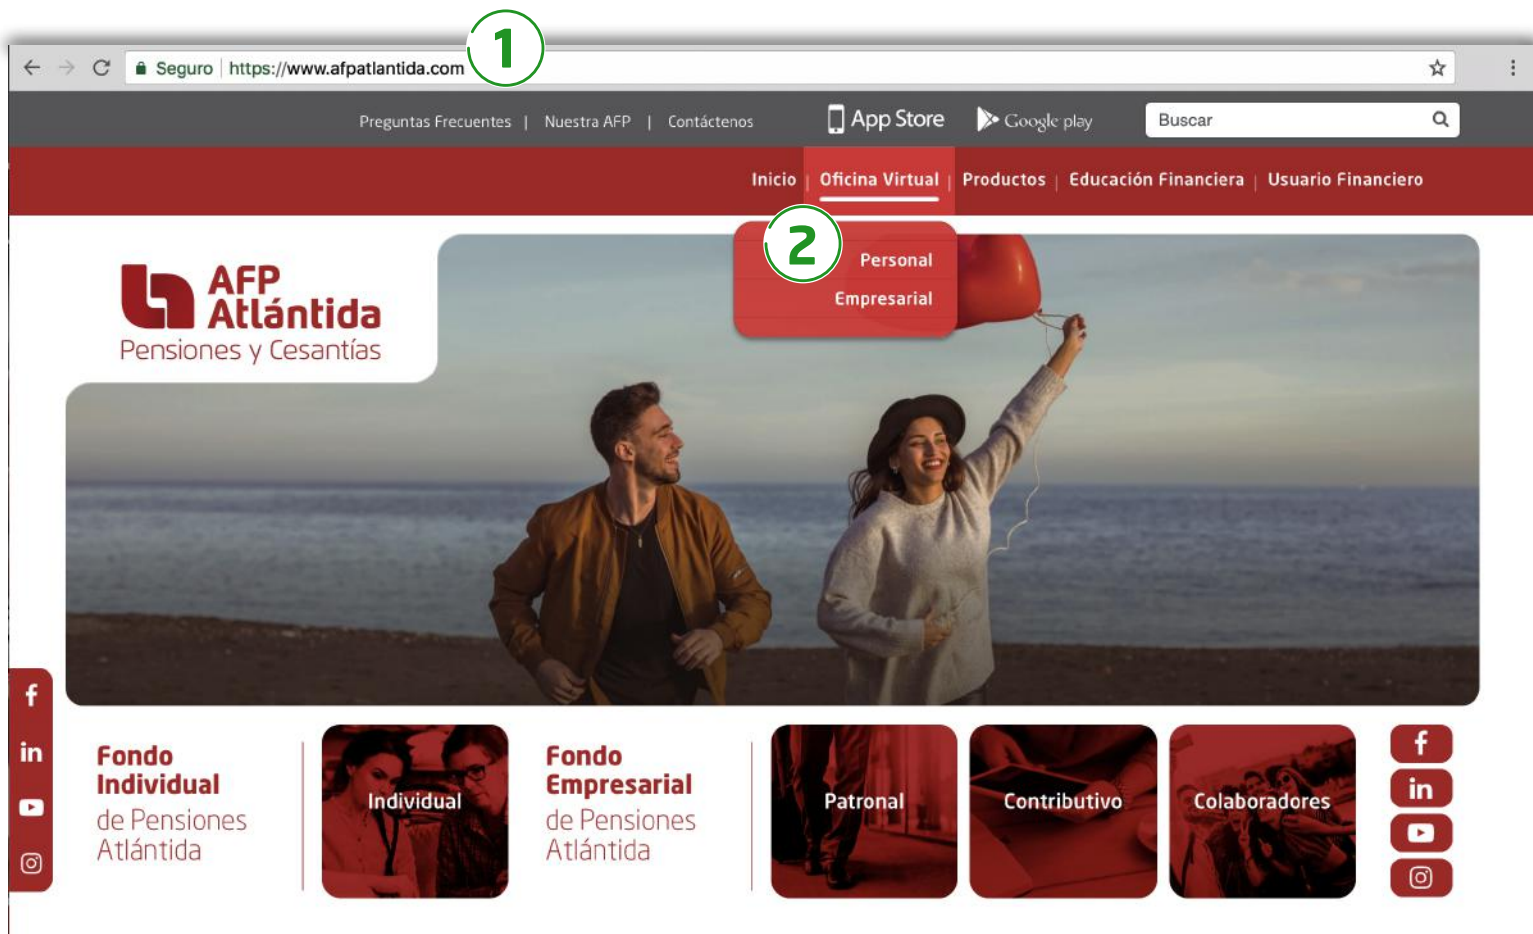 1
Seguro | https://www.afpatlantida.com
Preguntas Frecuentes | Nuestra AFP | Contáctenos
App Store
Google play
Buscar
Inicio | Oficina Virtual | Productos | Educación Financiera | Usuario Financiero
2
Personal
Empresarial
AFP
Atlántida
Pensiones y Cesantías
Fondo
Individual
de Pensiones
Atlántida
Individual
Fondo
Empresarial
de Pensiones
Atlántida
Patronal
Contributivo
Colaboradores
f
in
f
in